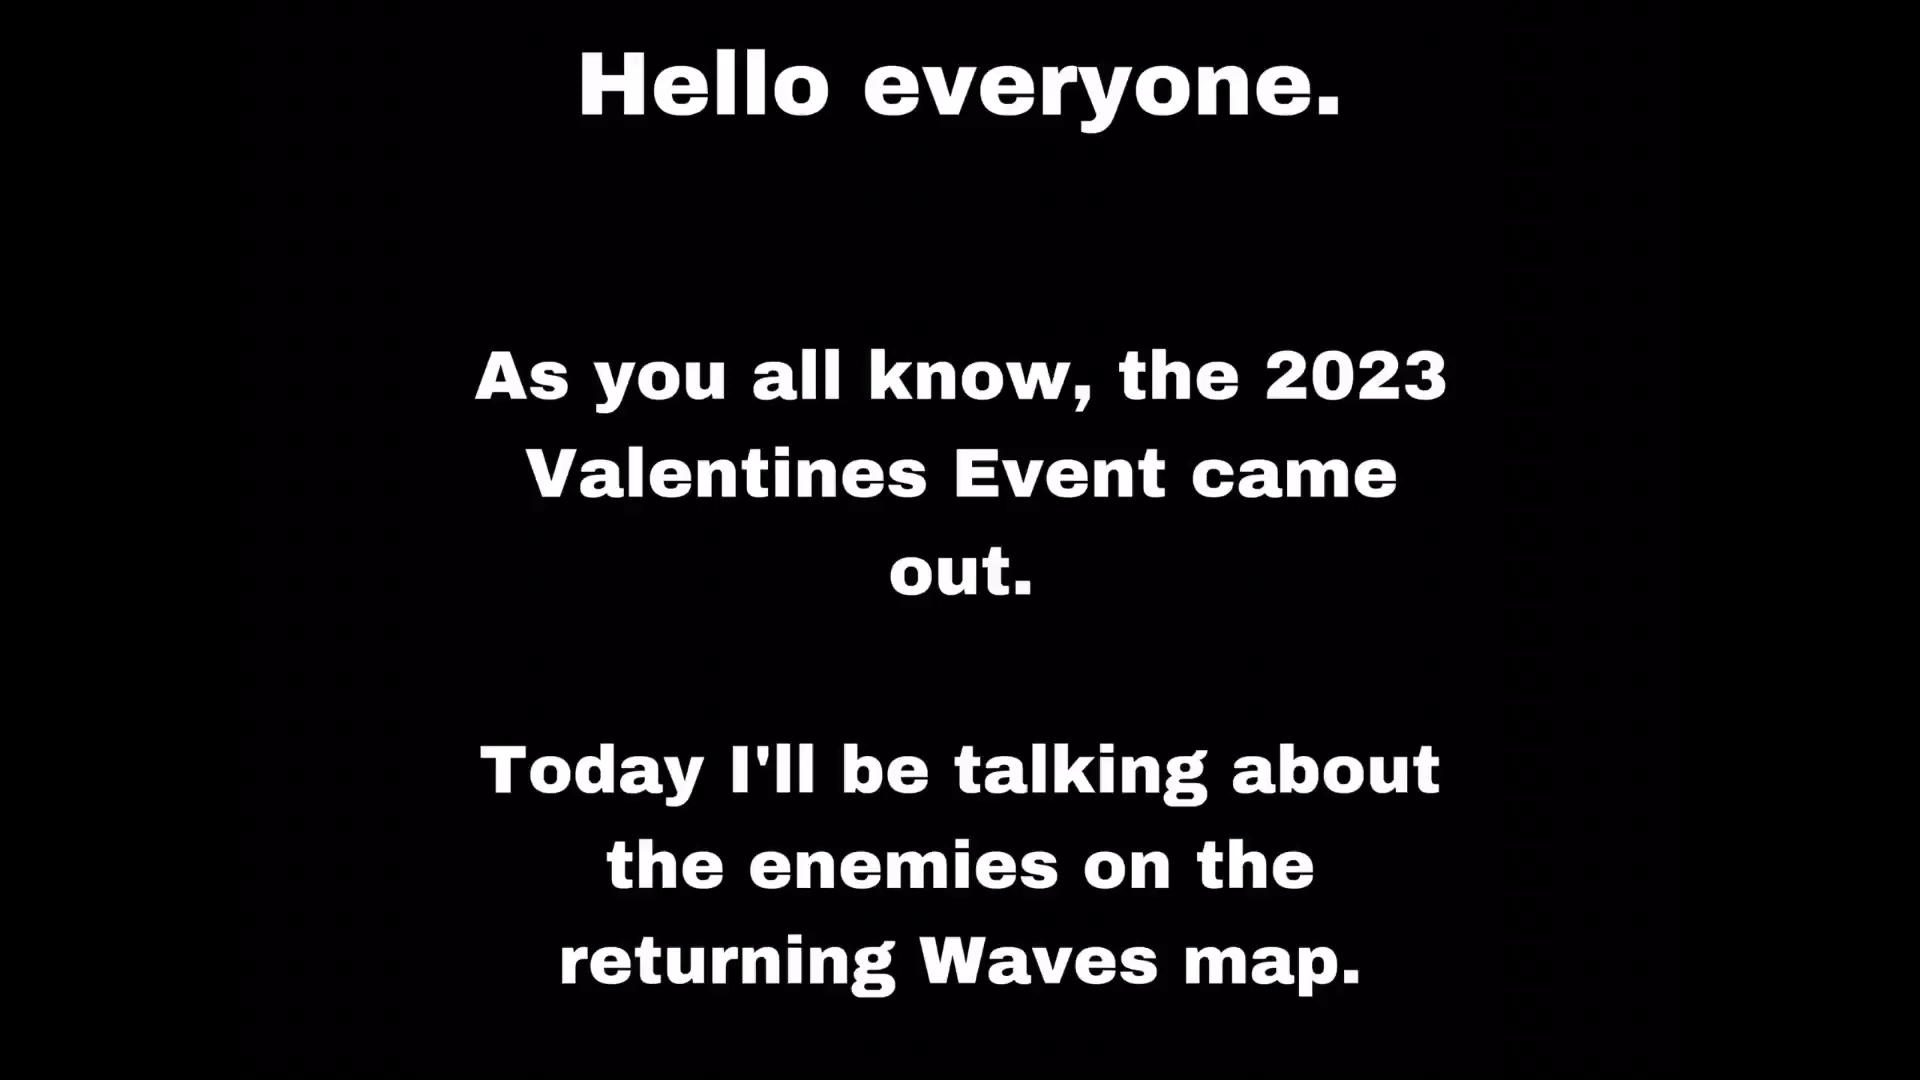 Hello everyone.
As you all know, the 2023
Valentines Event came
out.
Today I'll be talking about
the enemies on the
returning Waves map.